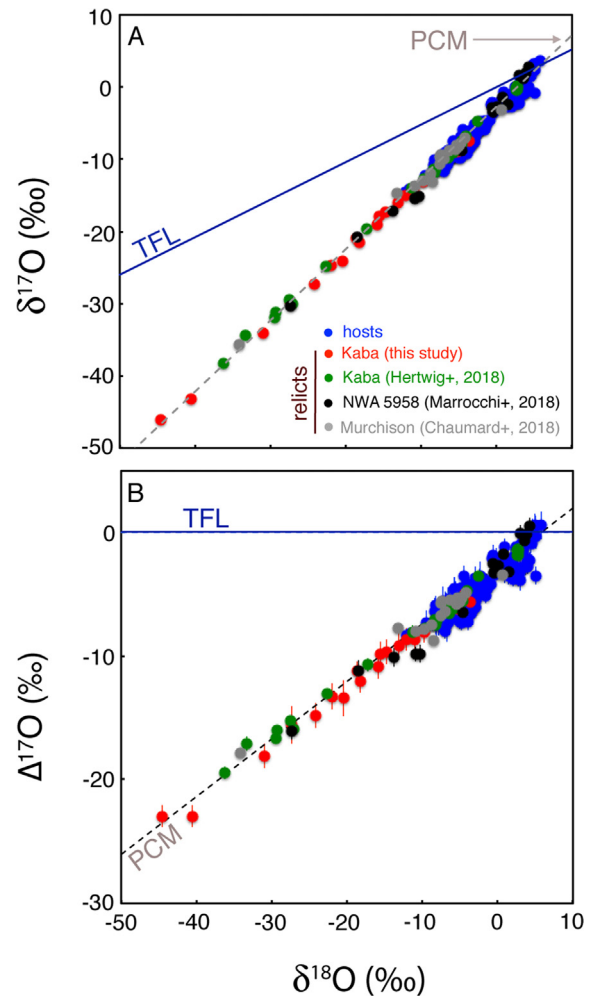 A
PCM
10
0
-10
-20
-30
-40
-50
δ¹⁷O (‰)
TFL
hosts
Kaba (this study)
Kaba (Hertwig+, 2018)
NWA 5958 (Marrocchi+, 2018)
Murchison (Chaumard+, 2018)
relicts
B
TFL
0
-10
-20
-30
Δ¹⁷O (‰)
PCM
-50 -40 -30 -20 -10 0 10
δ¹⁸O (‰)